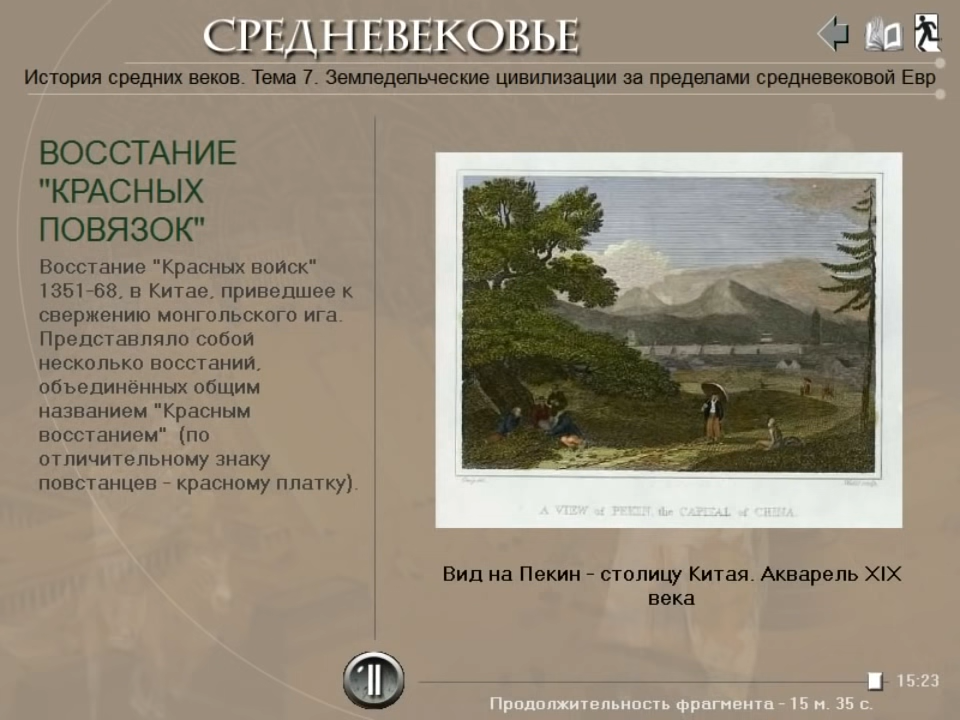 СРЕДНЕВЕКОВЬЕ
История средних веков. Тема 7. Земледельческие цивилизации за пределами средневековой Евр
ВОССТАНИЕ
"КРАСНЫХ
ПОВЯЗОК"
Восстание "Красных войск"
1351-68, в Китае, приведшее к
свержению монгольского ига.
Представляло собой
несколько восстаний,
объединённых общим
названием "Красным
восстанием" (по
отличительному знаку
повстанцев - красному платку).
A VIEW of PEKIN, the CAPITAL of CHINA.
Вид на Пекин - столицу Китая. Акварель XIX
века
15:23
Продолжительность фрагмента - 15 м. 35 с.